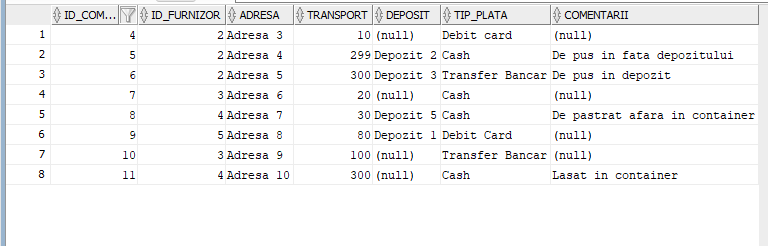 ID_COM... ID_FURNIZOR ADRESA TRANSPORT DEPOSIT TIP_PLATA COMENTARII
1 4 2 Adresa 3 10 (null) Debit card (null)
2 5 2 Adresa 4 299 Depozit 2 Cash De pus in fata depozitului
3 6 2 Adresa 5 300 Depozit 3 Transfer Bancar De pus in depozit
4 7 3 Adresa 6 20 (null) Cash (null)
5 8 4 Adresa 7 30 Depozit 5 Cash De pastrat afara in container
6 9 5 Adresa 8 80 Depozit 1 Debit Card (null)
7 10 3 Adresa 9 100 (null) Transfer Bancar (null)
8 11 4 Adresa 10 300 (null) Cash Lasat in container